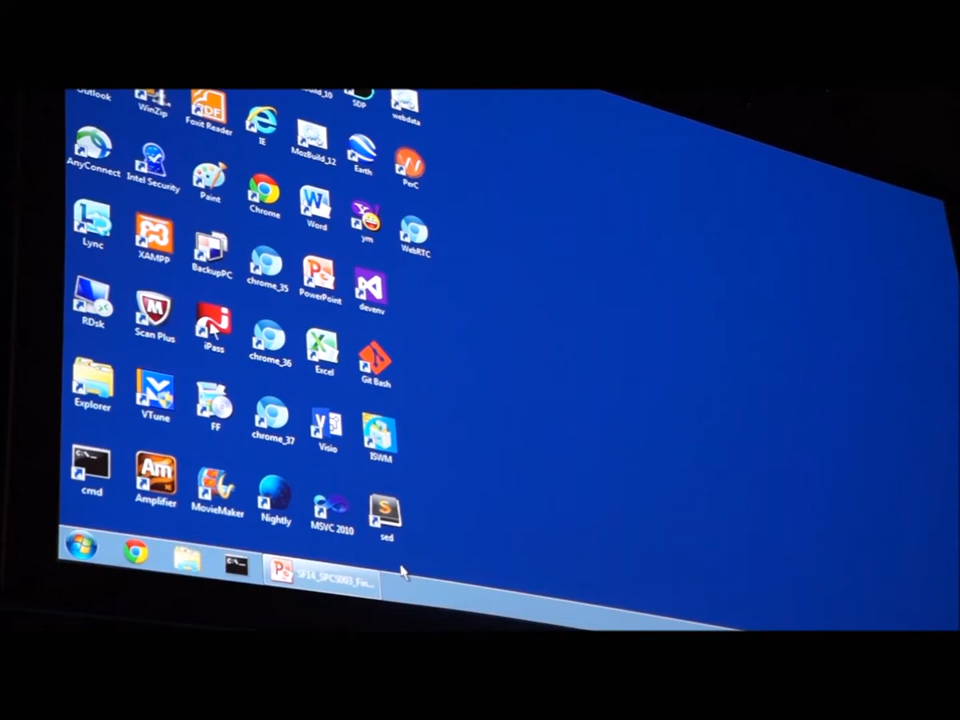 Outlook
WinZip
Foxit Reader
IE
MozBuild_12
SDP
webdata
AnyConnect
Intel Security
Paint
Chrome
Word
Earth
PerC
Lync
XAMPP
BackupPC
chrome_35
PowerPoint
ym
WebRTC
RDsk
Scan Plus
iPass
chrome_36
Excel
devenv
Explorer
VTune
FF
chrome_37
Visio
Git Bash
cmd
Amplifier
MovieMaker
Nightly
MSVC 2010
ISWM
sed
SF14_SPCS003_Fin...